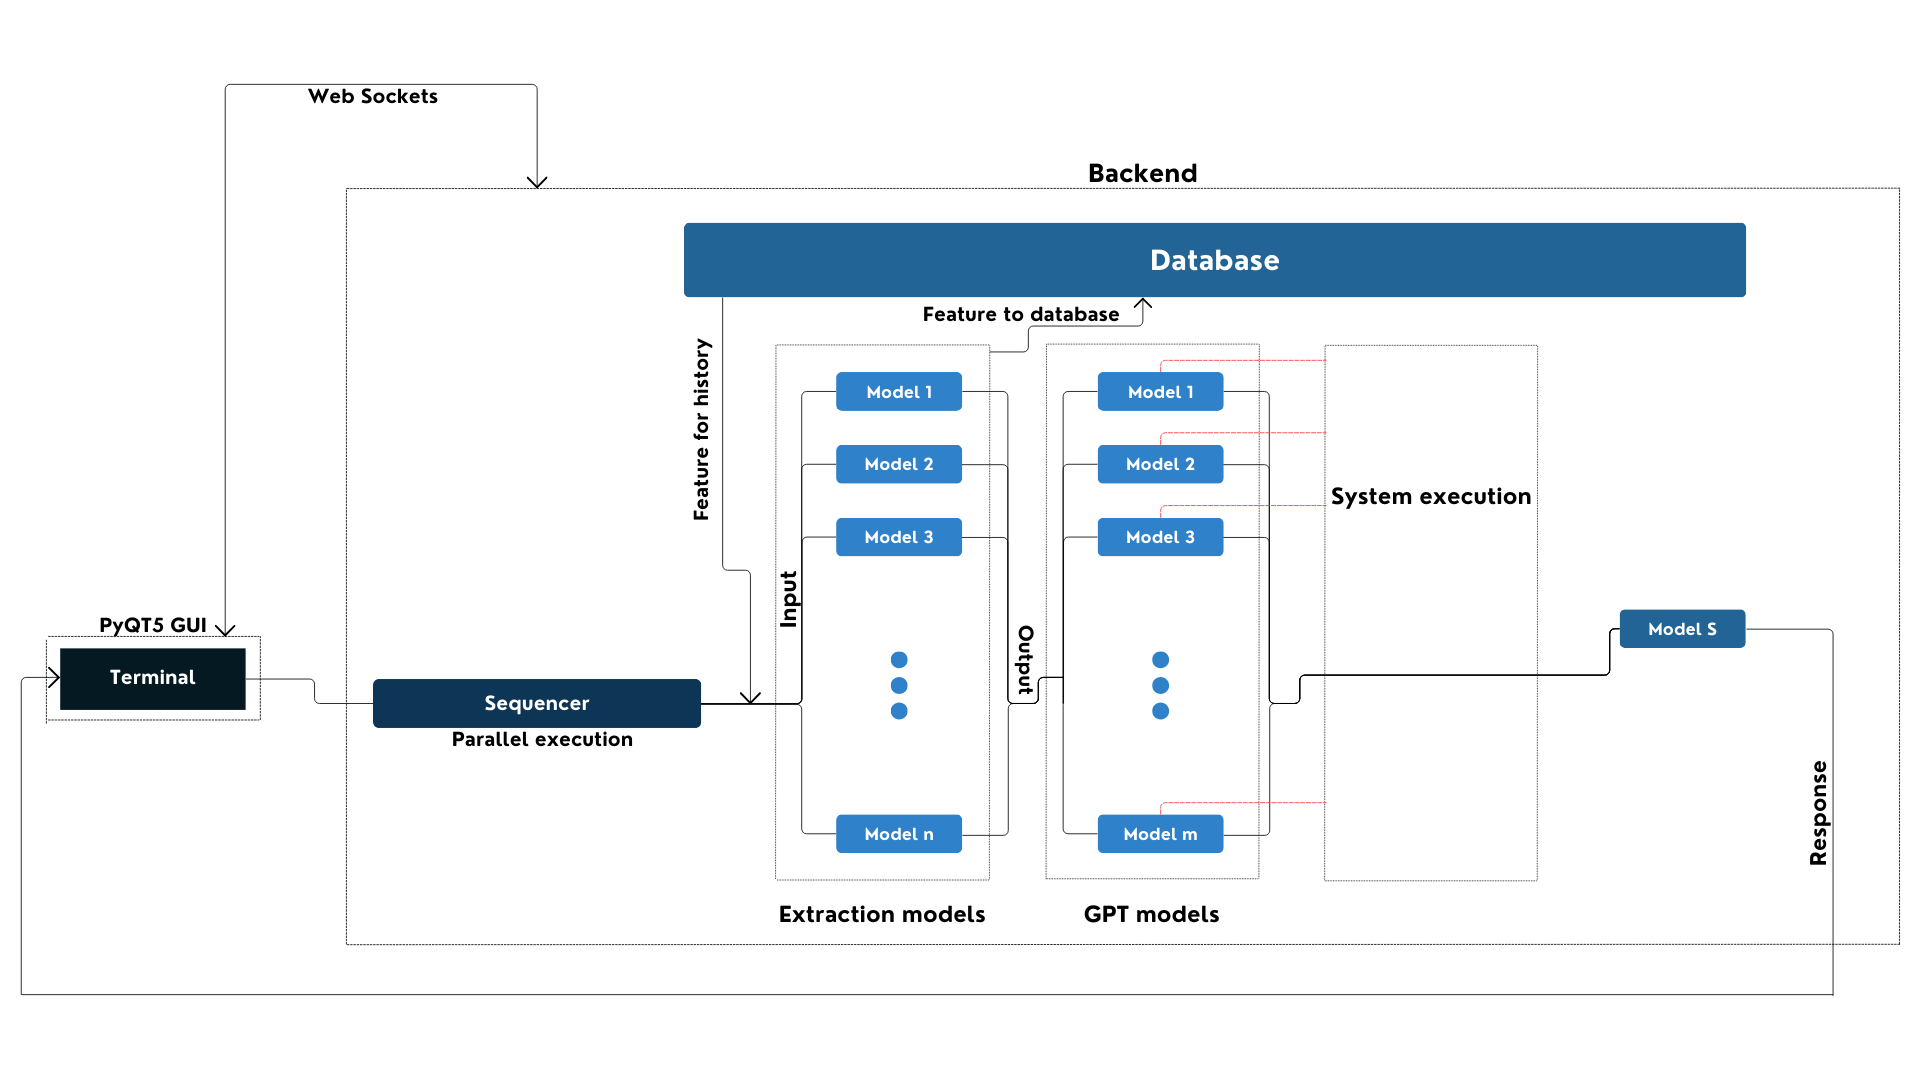 Web Sockets
Backend
Database
Feature to database
Feature for history
Model 1
Model 2
Model 3
Model n
Input
Output
Extraction models
Model 1
Model 2
Model 3
Model m
GPT models
System execution
PyQT5 GUI
Terminal
Sequencer
Parallel execution
Model S
Response